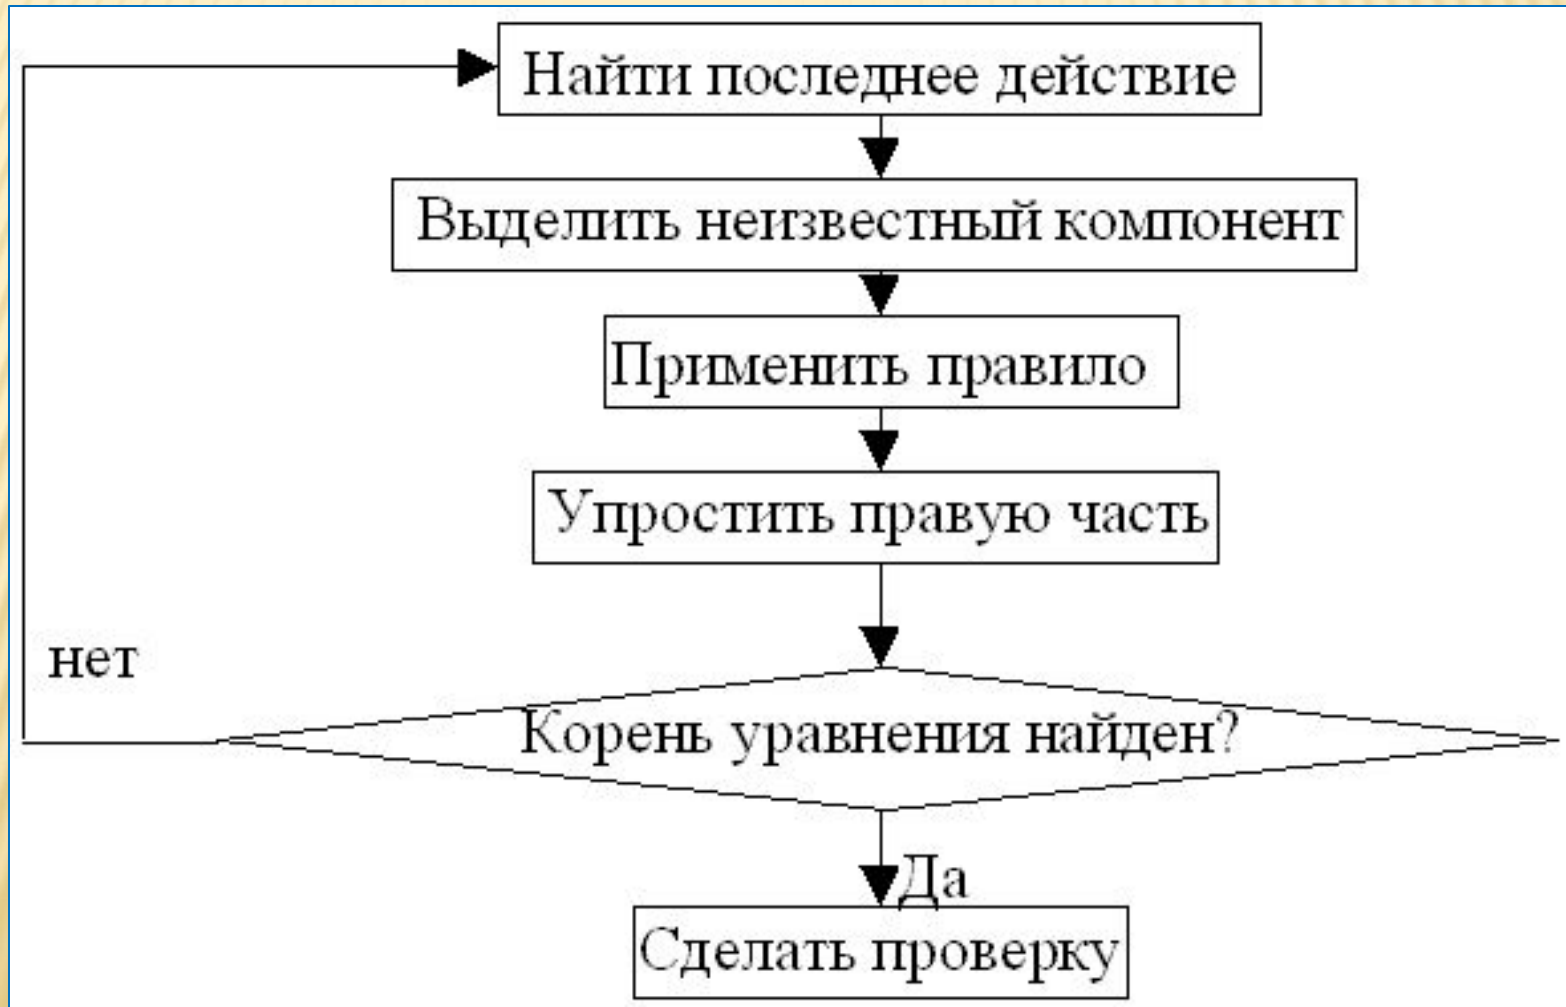 Найти последнее действие
Выделить неизвестный компонент
Применить правило
Упростить правую часть
нет
Корень уравнения найден?
Да
Сделать проверку